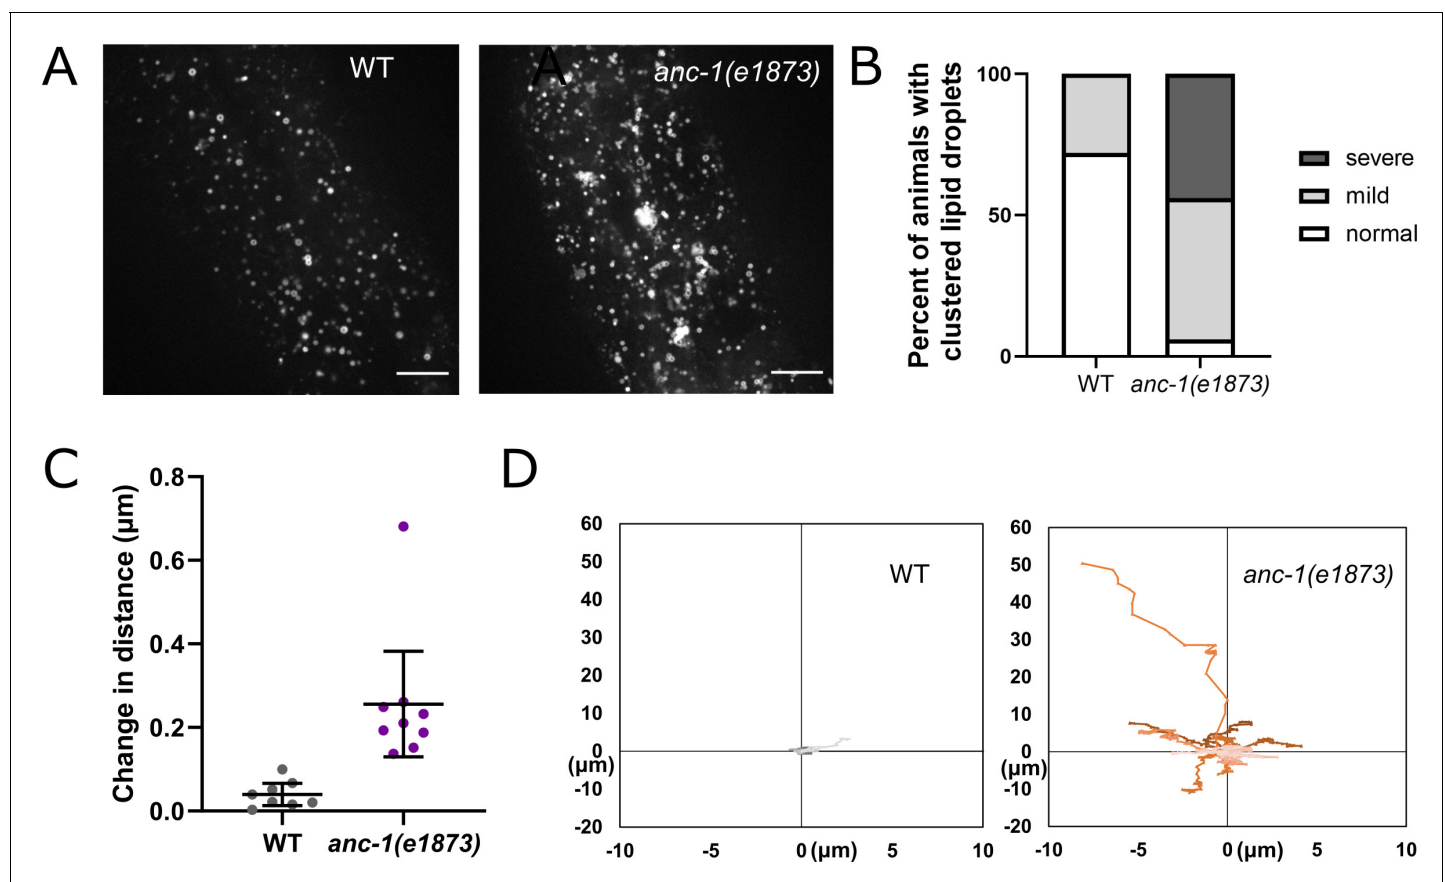 A
WT
A
anc-1(e1873)
B
Percent of animals with
clustered lipid droplets
100
50
0
WT
anc-1(e1873)
severe
mild
normal
C
Change in distance (µm)
0.8
0.6
0.4
0.2
0.0
WT
anc-1(e1873)
D
60
50
40
30
20
10
0
(µm)
-10
-20
-10
-5
0 (µm)
5
10
WT
60
50
40
30
20
10
0
(µm)
-10
-20
-10
-5
0 (µm)
5
10
anc-1(e1873)